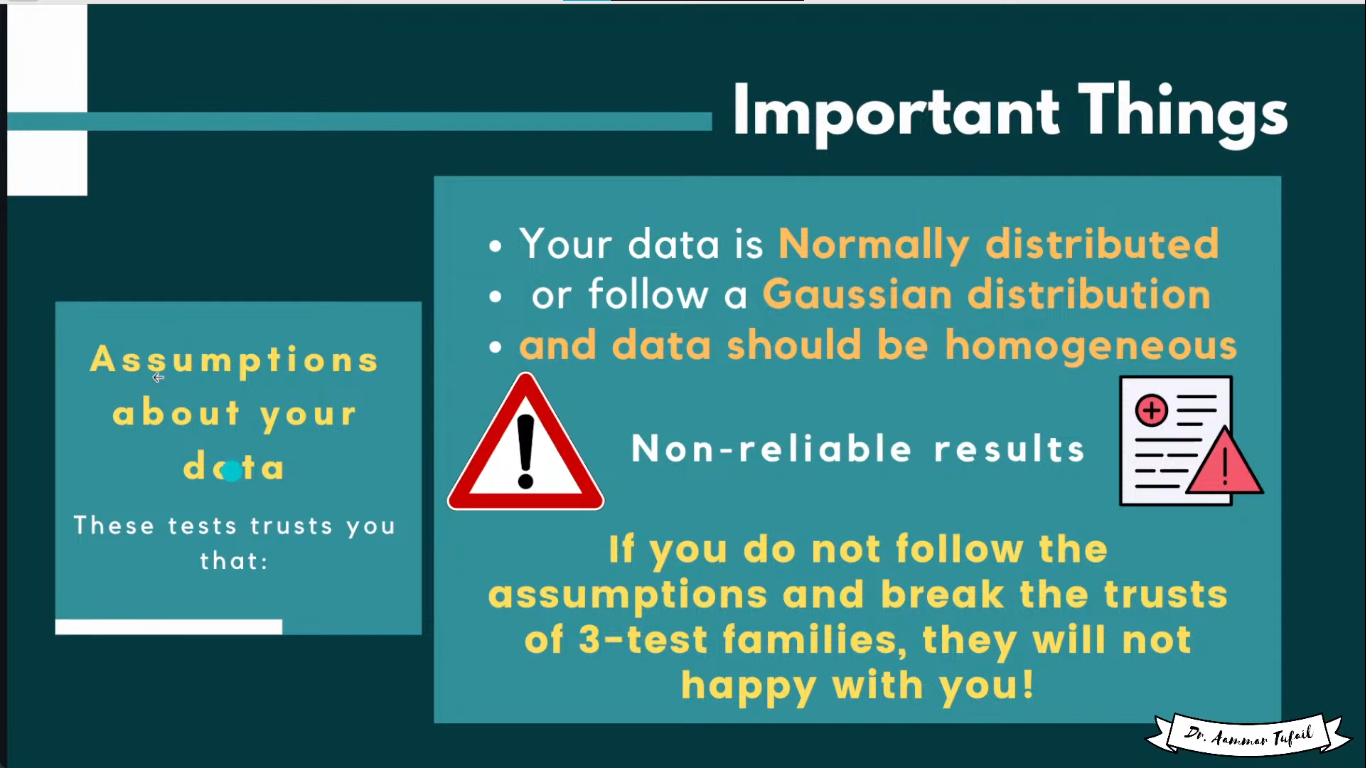 Important Things
• Your data is Normally distributed
• or follow a Gaussian distribution
• and data should be homogeneous
Assumptions
about your
data
These tests trusts you
that:
Non-reliable results
If you do not follow the
assumptions and break the trusts
of 3-test families, they will not
happy with you!
Dr. Aammar Tufail